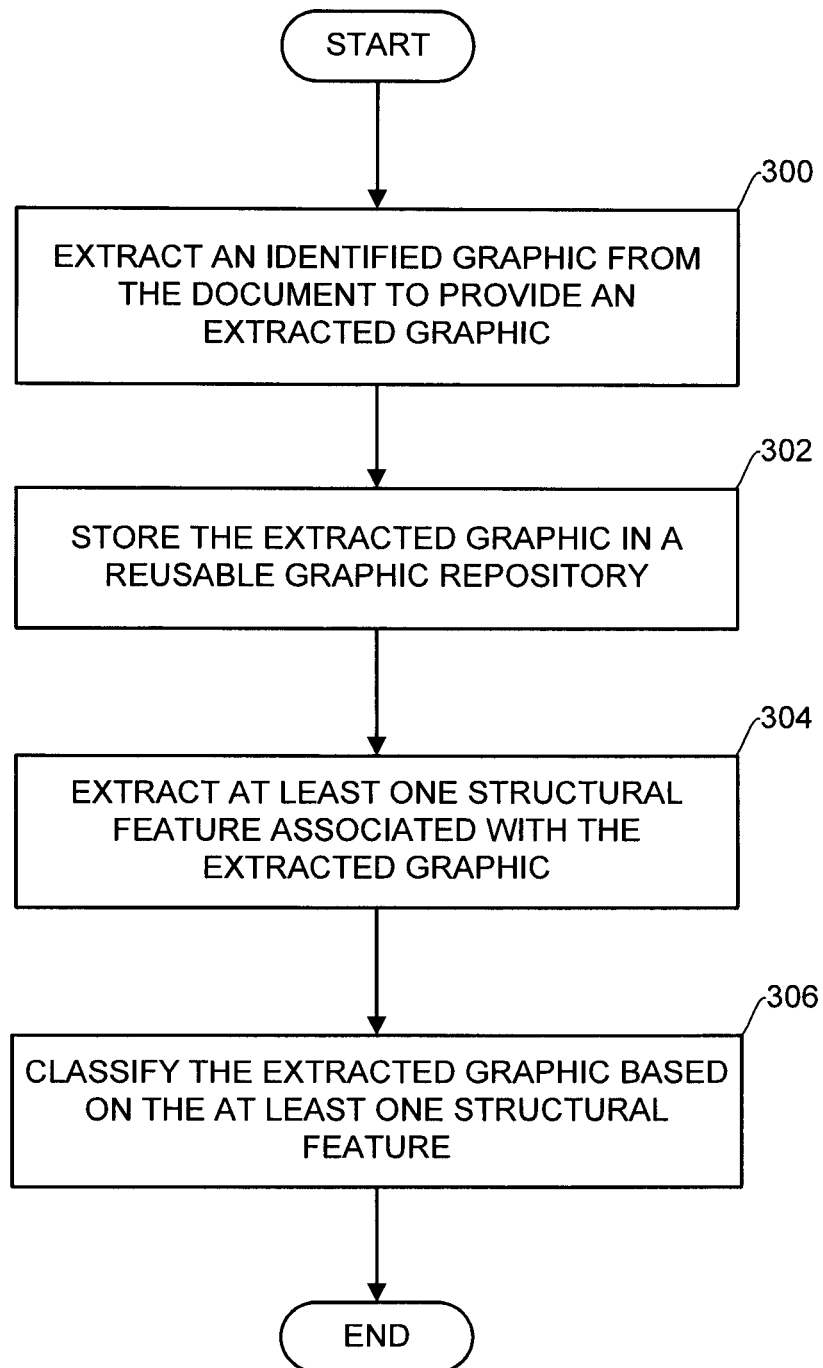 START
300
EXTRACT AN IDENTIFIED GRAPHIC FROM
THE DOCUMENT TO PROVIDE AN
EXTRACTED GRAPHIC
302
STORE THE EXTRACTED GRAPHIC IN A
REUSABLE GRAPHIC REPOSITORY
304
EXTRACT AT LEAST ONE STRUCTURAL
FEATURE ASSOCIATED WITH THE
EXTRACTED GRAPHIC
306
CLASSIFY THE EXTRACTED GRAPHIC BASED
ON THE AT LEAST ONE STRUCTURAL
FEATURE
END